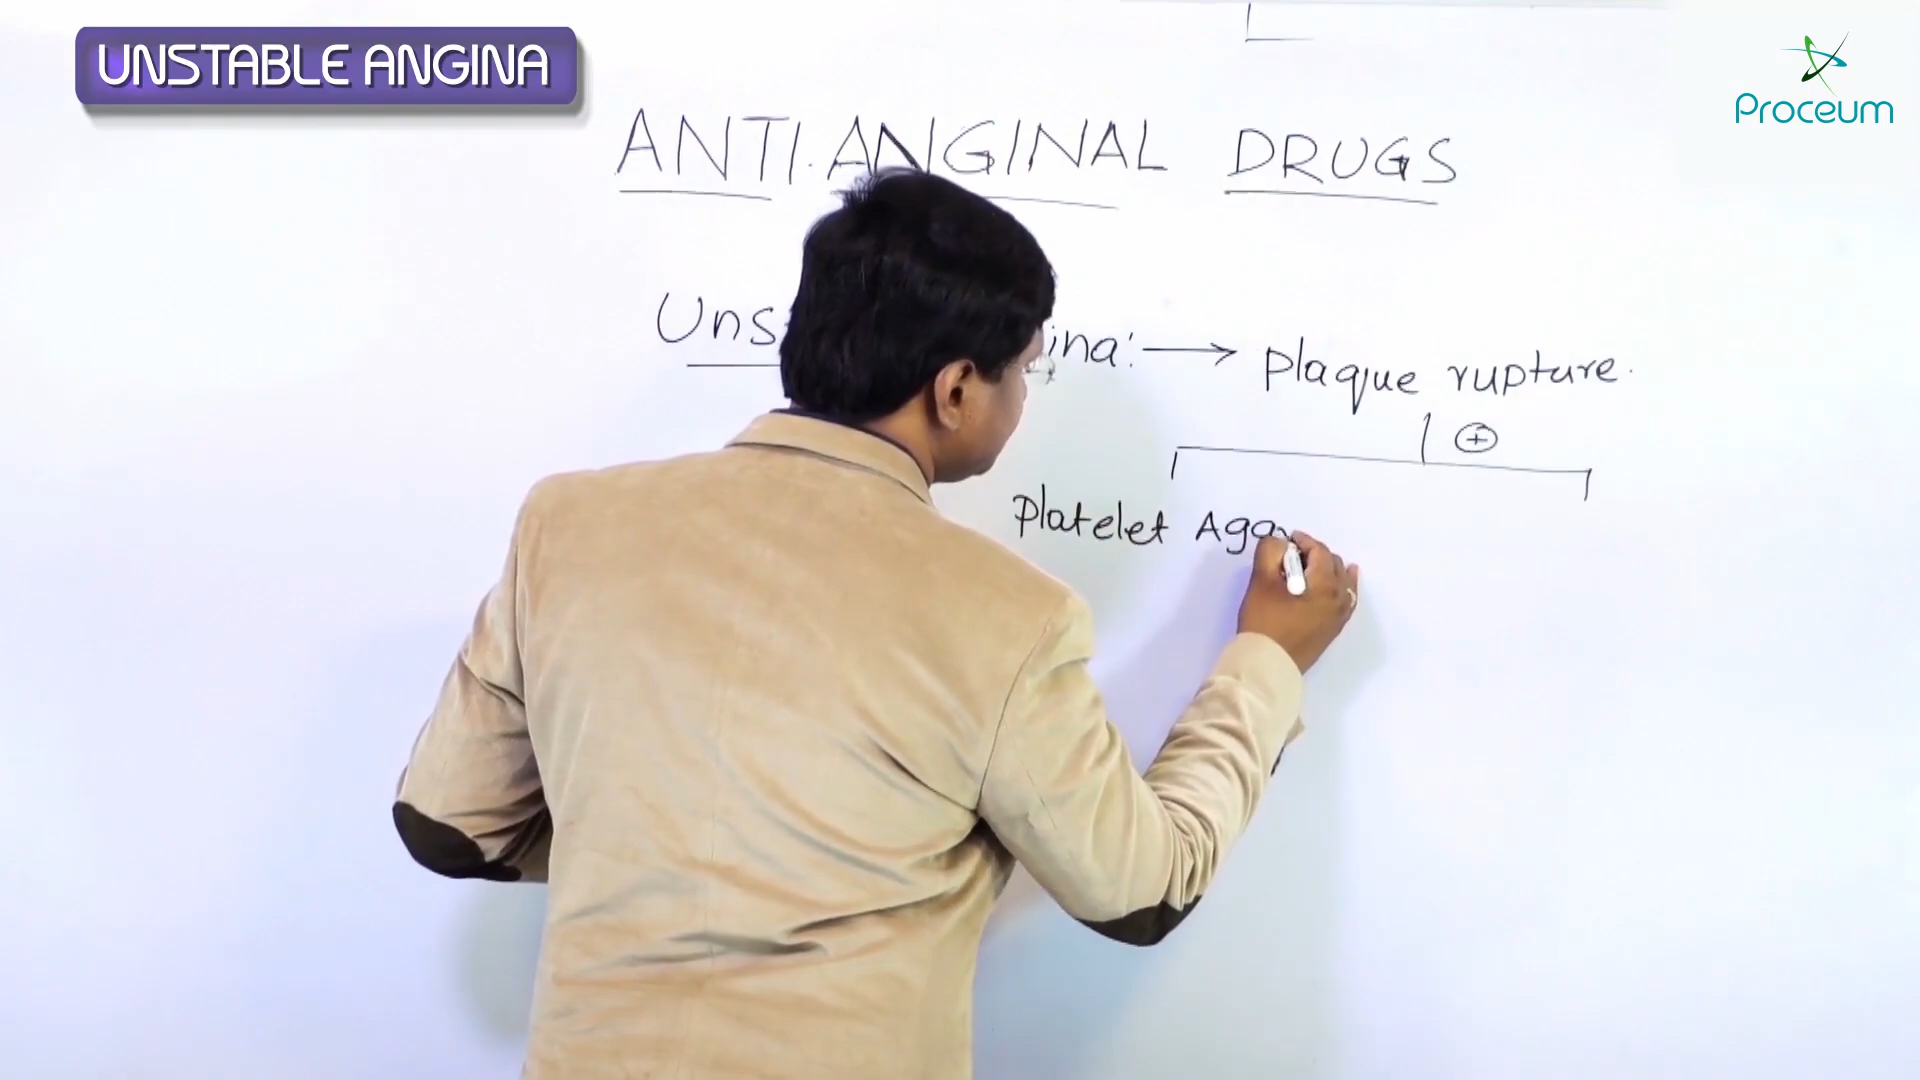 UNSTABLE ANGINA
Proceum
ANTI-ANGINAL DRUGS
Uns ina: → plaque rupture.
⊕
Platelet Agg